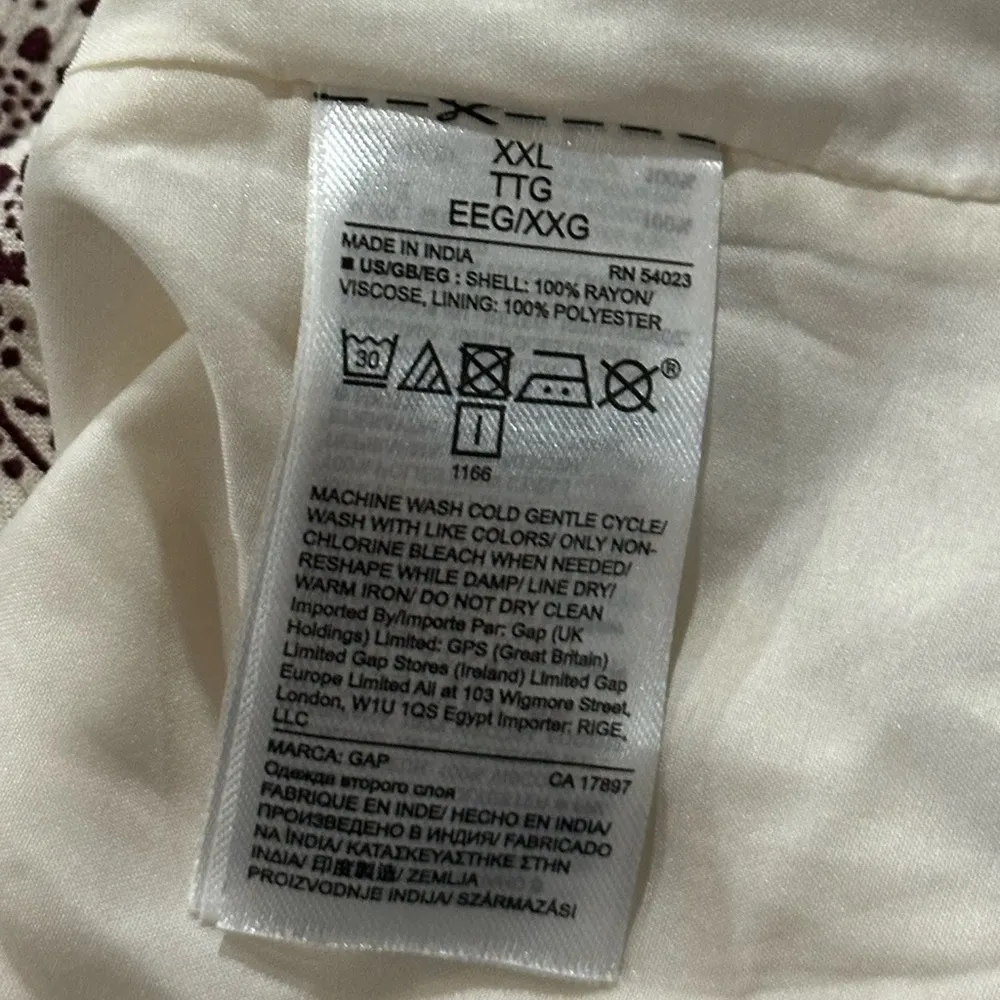 XXL
TTG
EEG/XXG
MADE IN INDIA RN 54023
■ US/GB/EG : SHELL: 100% RAYON/
VISCOSE, LINING: 100% POLYESTER
30 ®
I
1166
MACHINE WASH COLD GENTLE CYCLE/
WASH WITH LIKE COLORS/ ONLY NON-
CHLORINE BLEACH WHEN NEEDED/
RESHAPE WHILE DAMP/ LINE DRY/
WARM IRON/ DO NOT DRY CLEAN
Imported By/Importe Par: Gap (UK
Holdings) Limited: GPS (Great Britain)
Limited Gap Stores (Ireland) Limited Gap
Europe Limited All at 103 Wigmore Street,
London, W1U 1QS Egypt Importer: RIGE,
LLC
MARCA: GAP CA 17897
Одежда второго слоя
FABRIQUE EN INDE/ HECHO EN INDIA/
ПРОИЗВЕДЕНО В ИНДИЯ/ FABRICADO
NA ÍNDIA/ ΚΑΤΑΣΚΕΥΑΣΤΗΚΕ ΣΤΗΝ
ΙΝΔΙΑ/ 印度製造/ ZEMLJA
PROIZVODNJE INDIJA/ SZÁRMAZÁSI